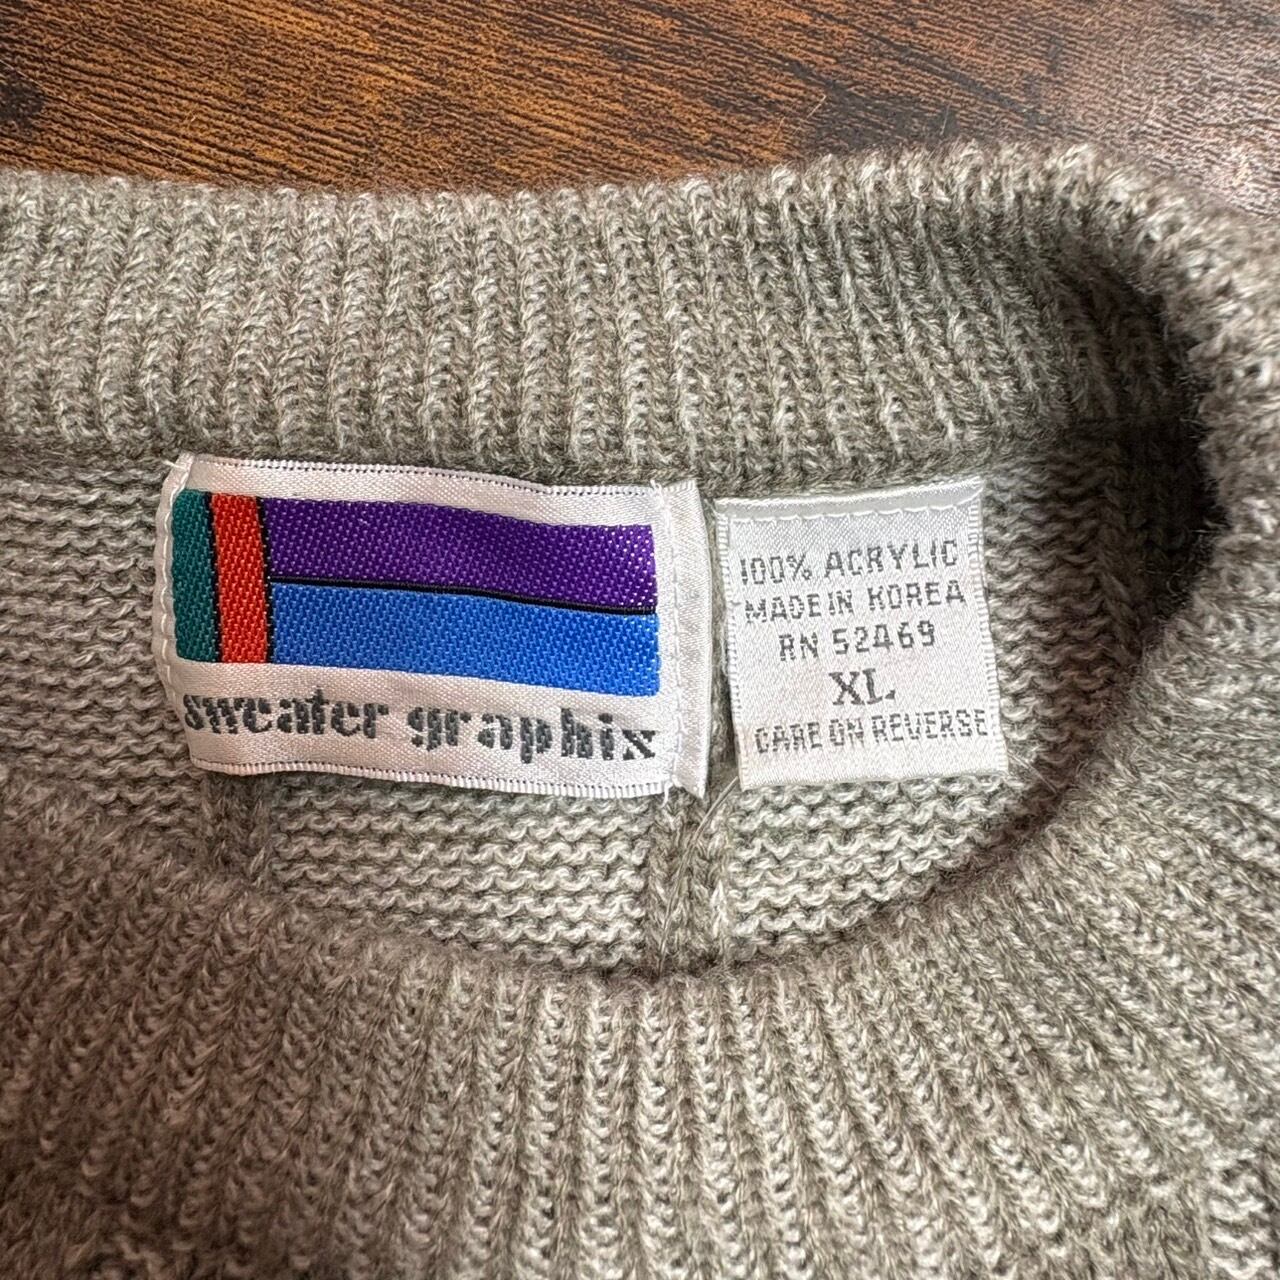 sweater graphix
100% ACRYLIC
MADE IN KOREA
RN 52469
XL
CARE ON REVERSE